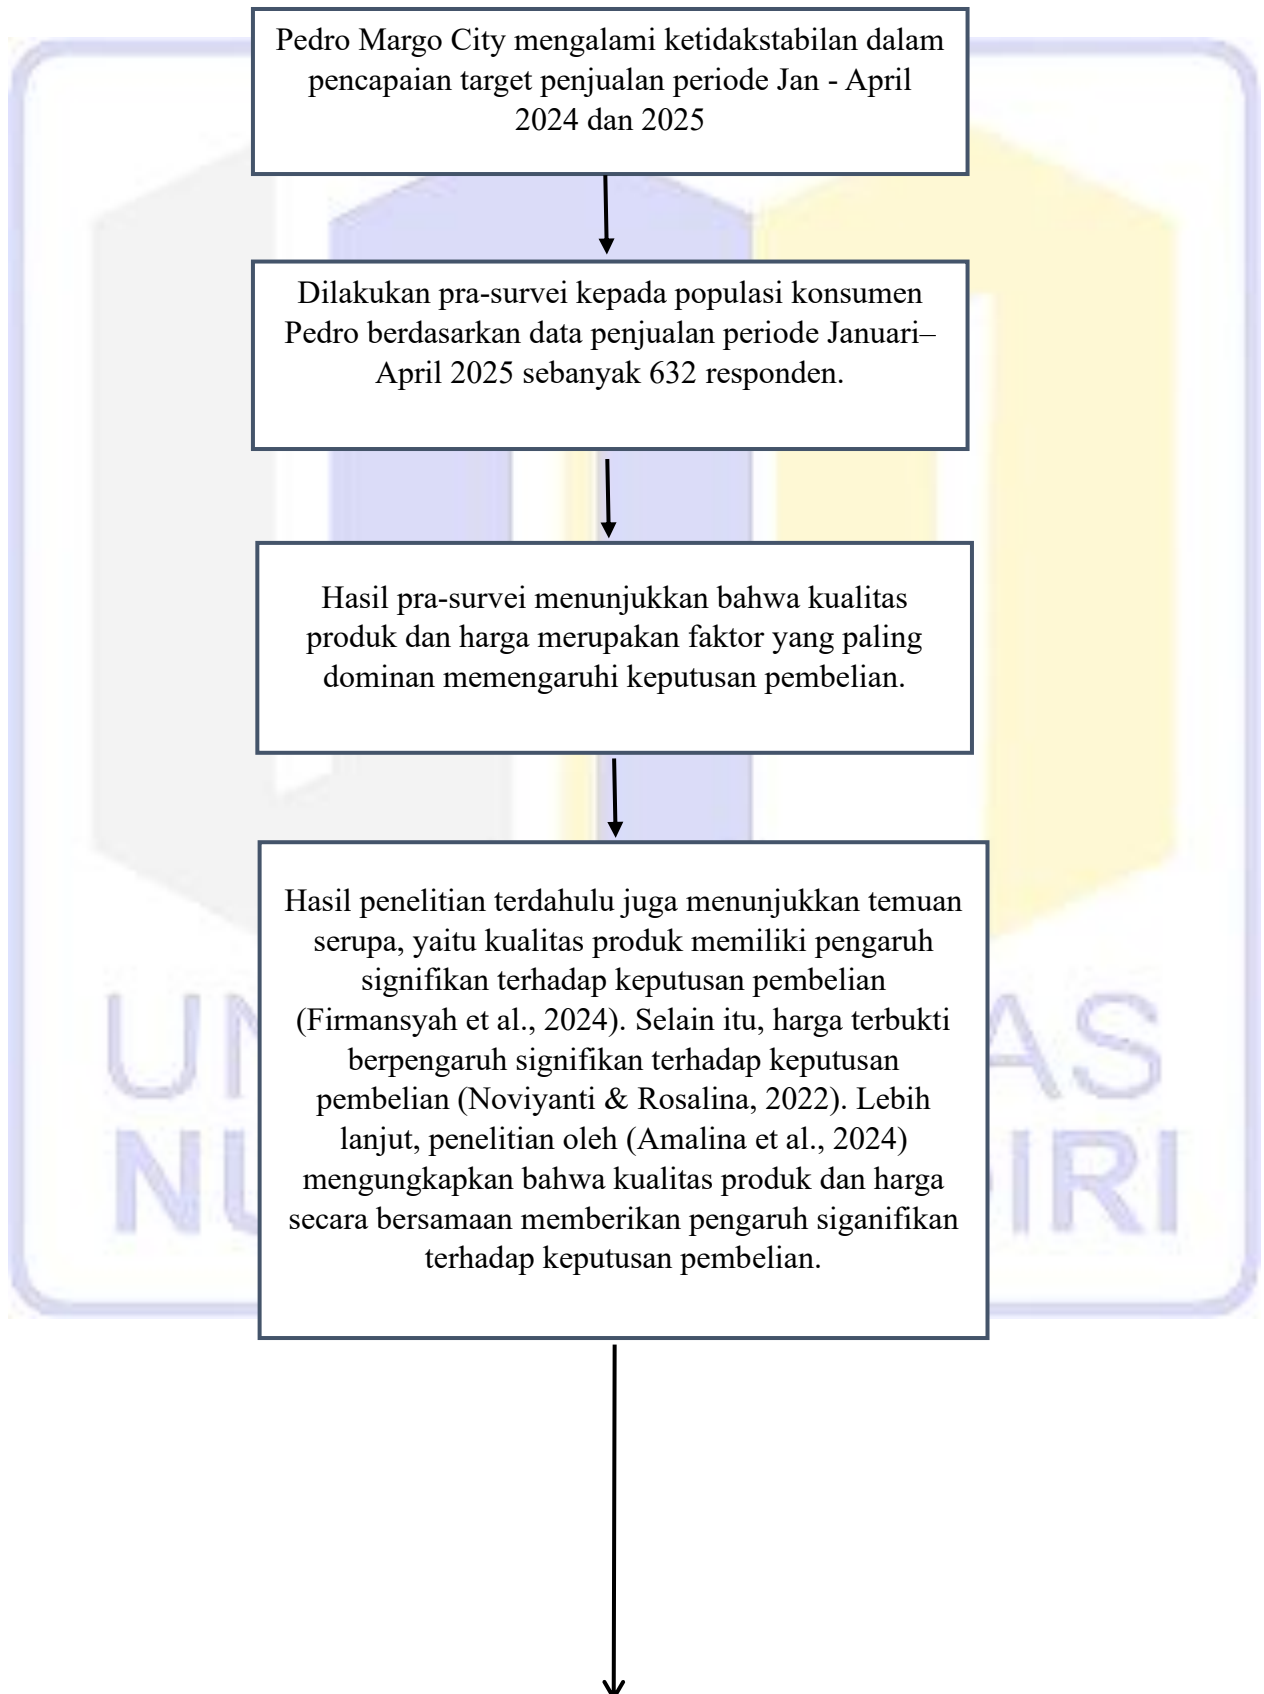 Pedro Margo City mengalami ketidakstabilan dalam
pencapaian target penjualan periode Jan - April
2024 dan 2025
Dilakukan pra-survei kepada populasi konsumen
Pedro berdasarkan data penjualan periode Januari–
April 2025 sebanyak 632 responden.
Hasil pra-survei menunjukkan bahwa kualitas
produk dan harga merupakan faktor yang paling
dominan memengaruhi keputusan pembelian.
Hasil penelitian terdahulu juga menunjukkan temuan
serupa, yaitu kualitas produk memiliki pengaruh
signifikan terhadap keputusan pembelian
(Firmansyah et al., 2024). Selain itu, harga terbukti
berpengaruh signifikan terhadap keputusan
pembelian (Noviyanti & Rosalina, 2022). Lebih
lanjut, penelitian oleh (Amalina et al., 2024)
mengungkapkan bahwa kualitas produk dan harga
secara bersamaan memberikan pengaruh siganifikan
terhadap keputusan pembelian.